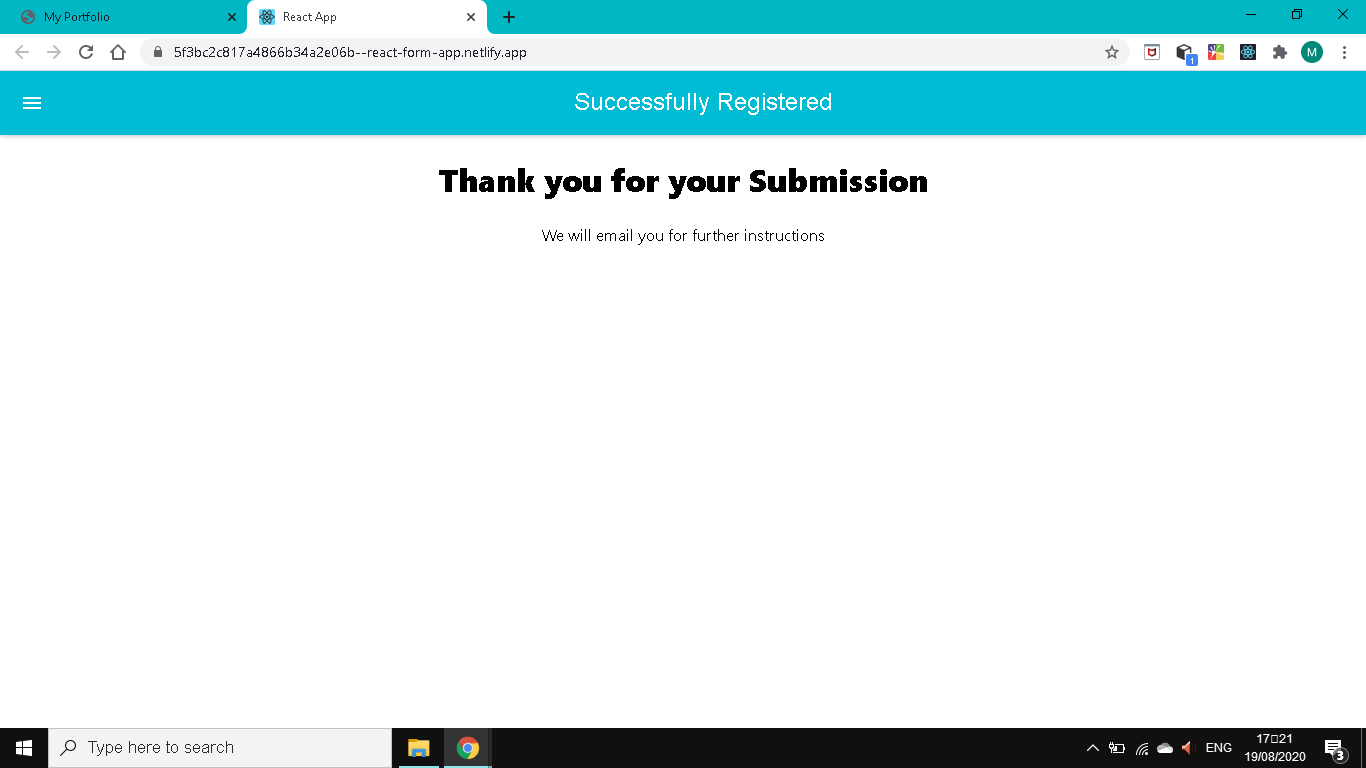 My Portfolio
React App
5f3bc2c817a4866b34a2e06b--react-form-app.netlify.app
1
M
Successfully Registered
Thank you for your Submission
We will email you for further instructions
Type here to search
ENG
17▯21
19/08/2020
3